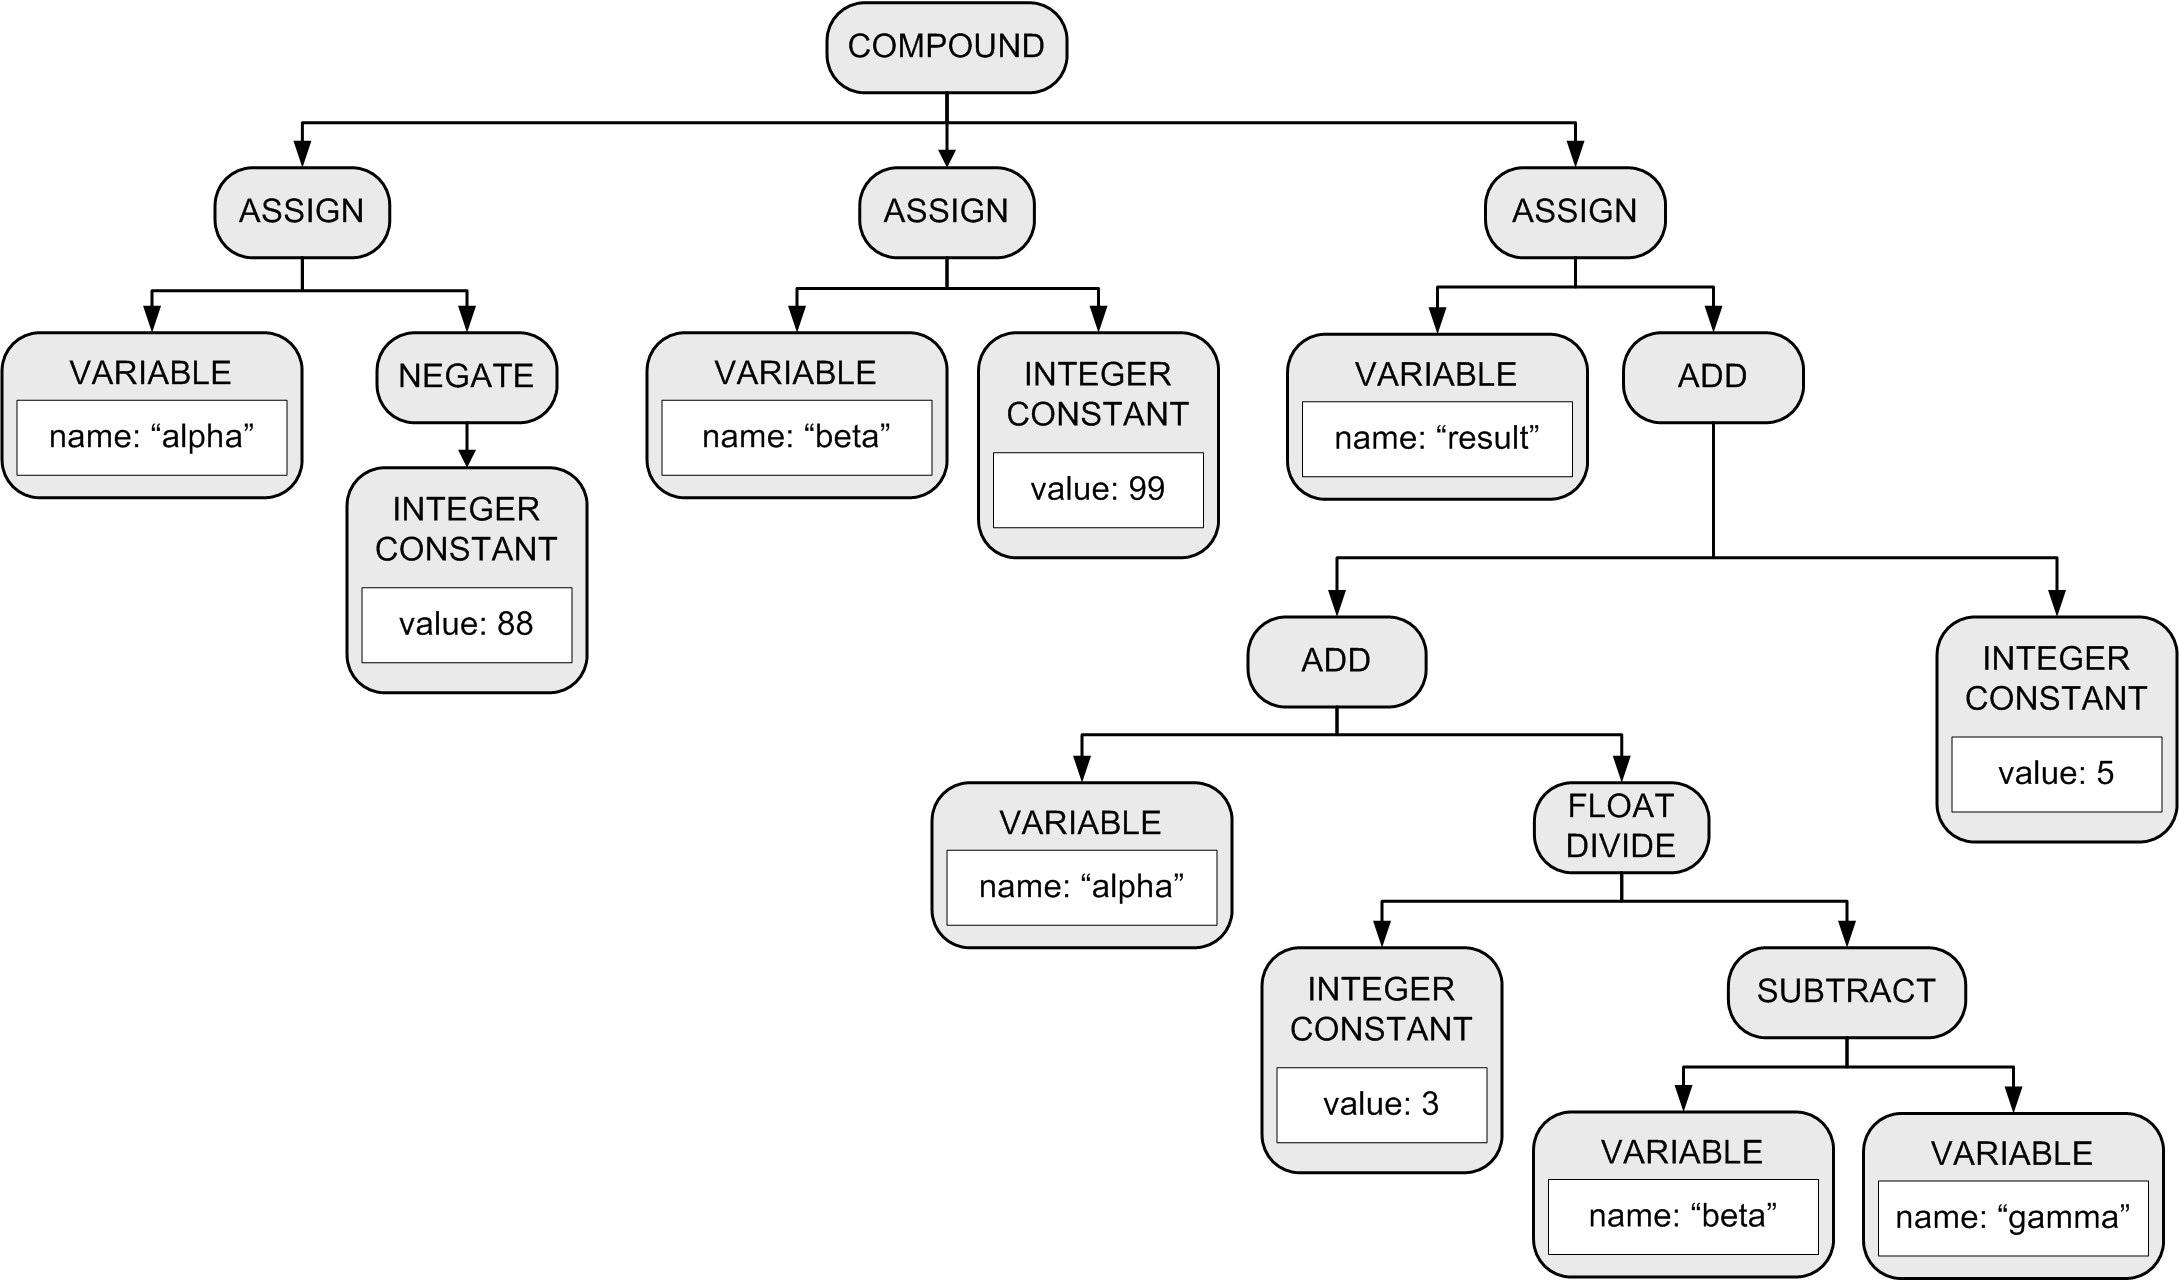 COMPOUND
ASSIGN
ASSIGN
ASSIGN
VARIABLE
name: “alpha”
NEGATE
INTEGER
CONSTANT
value: 88
VARIABLE
name: “beta”
INTEGER
CONSTANT
value: 99
VARIABLE
name: “result”
ADD
ADD
INTEGER
CONSTANT
value: 5
VARIABLE
name: “alpha”
FLOAT
DIVIDE
INTEGER
CONSTANT
value: 3
SUBTRACT
VARIABLE
name: “beta”
VARIABLE
name: “gamma”